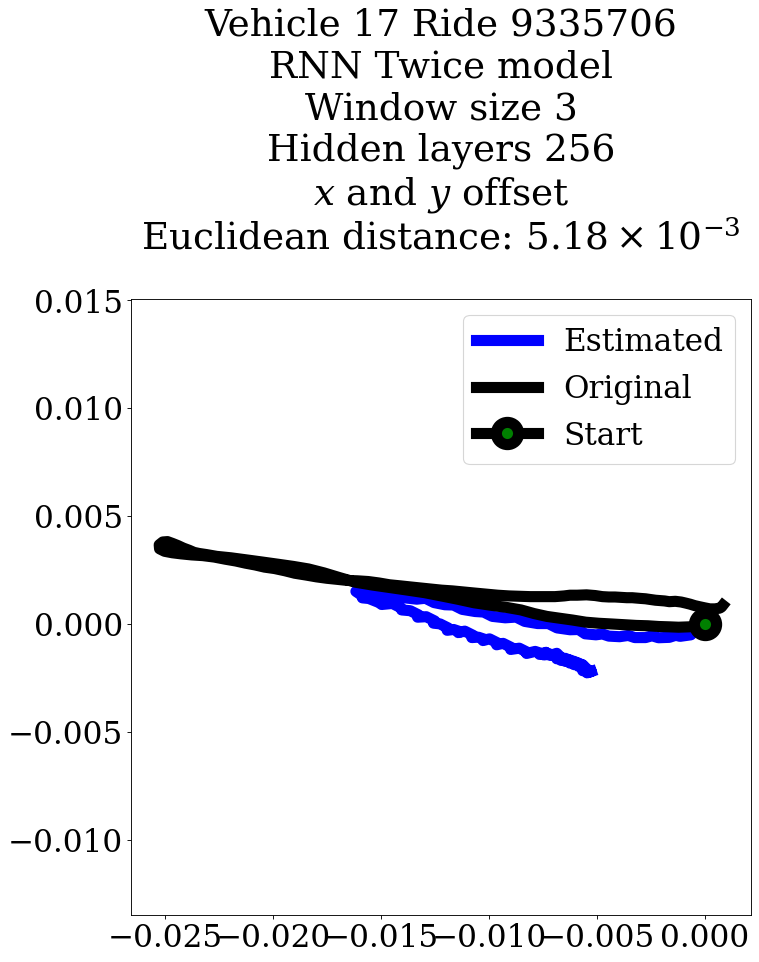 Vehicle 17 Ride 9335706
RNN Twice model
Window size 3
Hidden layers 256
x and y offset
Euclidean distance: 5.18 × 10⁻³
Estimated
Original
Start
0.015
0.010
0.005
0.000
−0.005
−0.010
−0.025 −0.020 −0.015 −0.010 −0.005 0.000